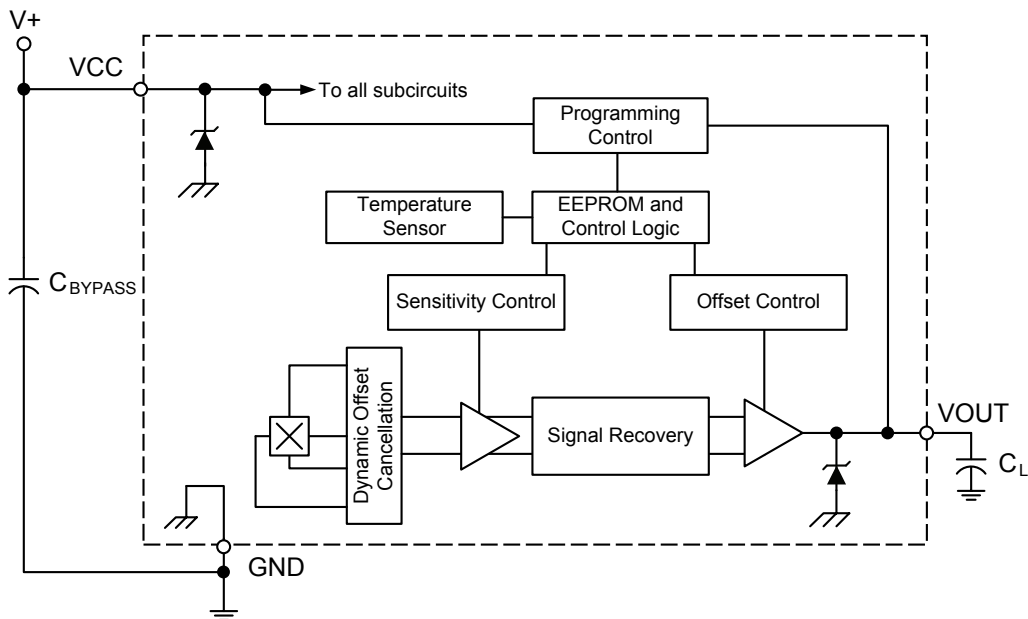 V+
VCC
To all subcircuits
Programming
Control
Temperature
Sensor
EEPROM and
Control Logic
CBYPASS
Sensitivity Control
Offset Control
Dynamic Offset
Cancellation
Signal Recovery
VOUT
CL
GND